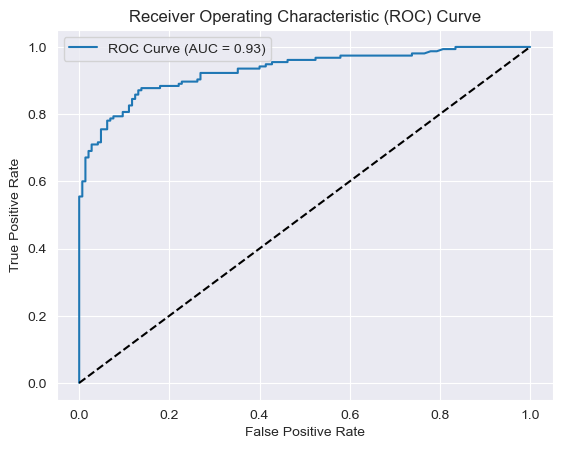 Receiver Operating Characteristic (ROC) Curve
ROC Curve (AUC = 0.93)
True Positive Rate
1.0
0.8
0.6
0.4
0.2
0.0
0.0 0.2 0.4 0.6 0.8 1.0
False Positive Rate